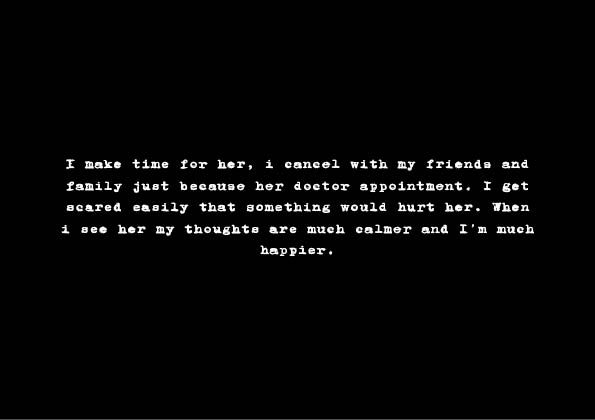 I make time for her, i cancel with my friends and
family just because her doctor appointment. I get
scared easily that something would hurt her. When
i see her my thoughts are much calmer and I'm much
happier.